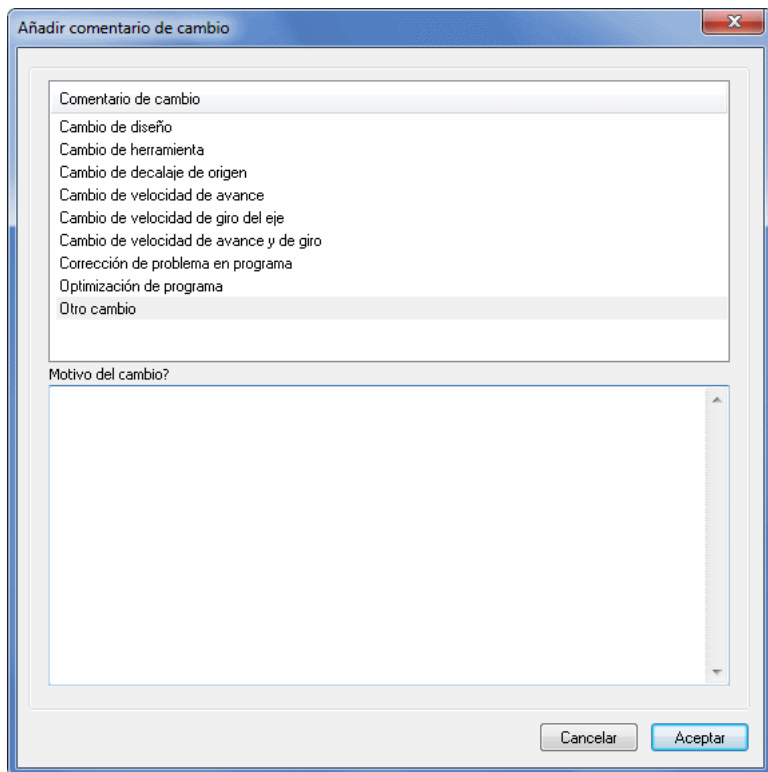 Añadir comentario de cambio
Comentario de cambio
Cambio de diseño
Cambio de herramienta
Cambio de decalaje de origen
Cambio de velocidad de avance
Cambio de velocidad de giro del eje
Cambio de velocidad de avance y de giro
Corrección de problema en programa
Optimización de programa
Otro cambio
Motivo del cambio?
Cancelar
Aceptar